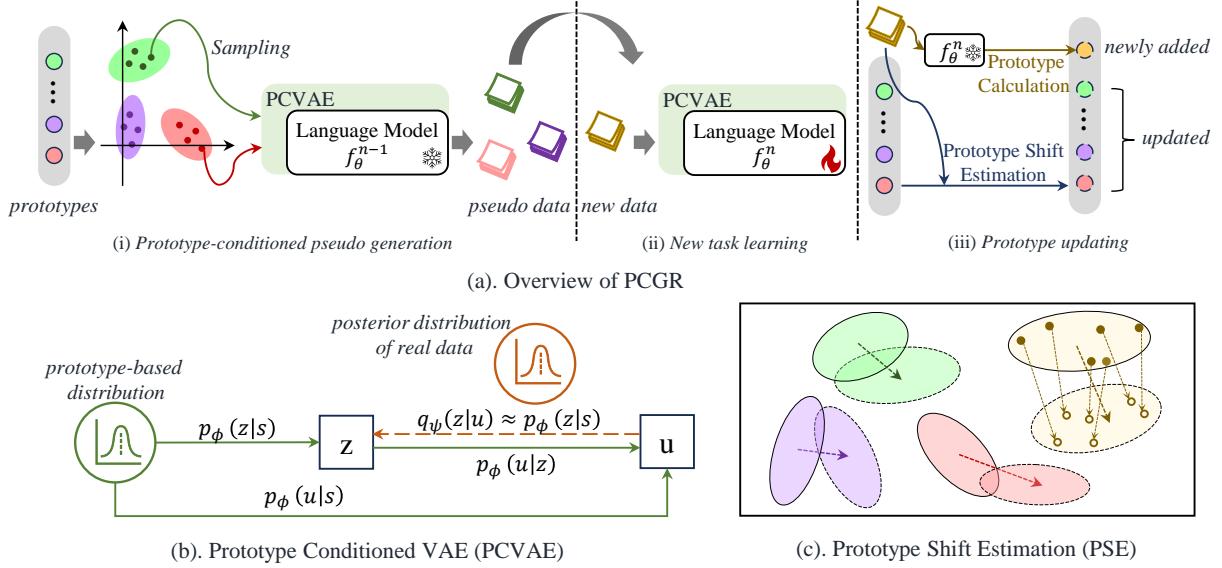 Sampling
prototypes
PCVAE
Language Model
f_θ^{n−1}
pseudo data
(i) Prototype-conditioned pseudo generation
new data
PCVAE
Language Model
f_θ^n
(ii) New task learning
f_θ^n
newly added
Prototype
Calculation
updated
Prototype Shift
Estimation
(iii) Prototype updating
(a). Overview of PCGR
prototype-based
distribution
posterior distribution
of real data
p_ϕ(z|s)
z
q_ψ(z|u) ≈ p_ϕ(z|s)
p_ϕ(u|z)
u
p_ϕ(u|s)
(b). Prototype Conditioned VAE (PCVAE)
(c). Prototype Shift Estimation (PSE)